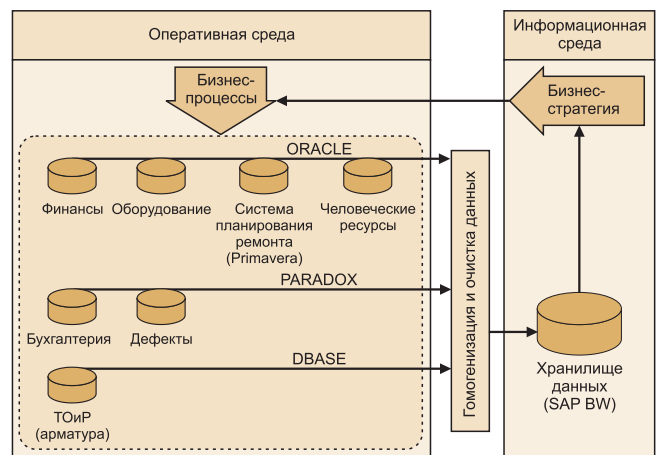 Оперативная среда
Информационная
среда
Бизнес-
процессы
Бизнес-
стратегия
ORACLE
Финансы
Оборудование
Система
планирования
ремонта
(Primavera)
Человеческие
ресурсы
PARADOX
Бухгалтерия
Дефекты
DBASE
ТОиР
(арматура)
Гомогенизация и очистка данных
Хранилище
данных
(SAP BW)